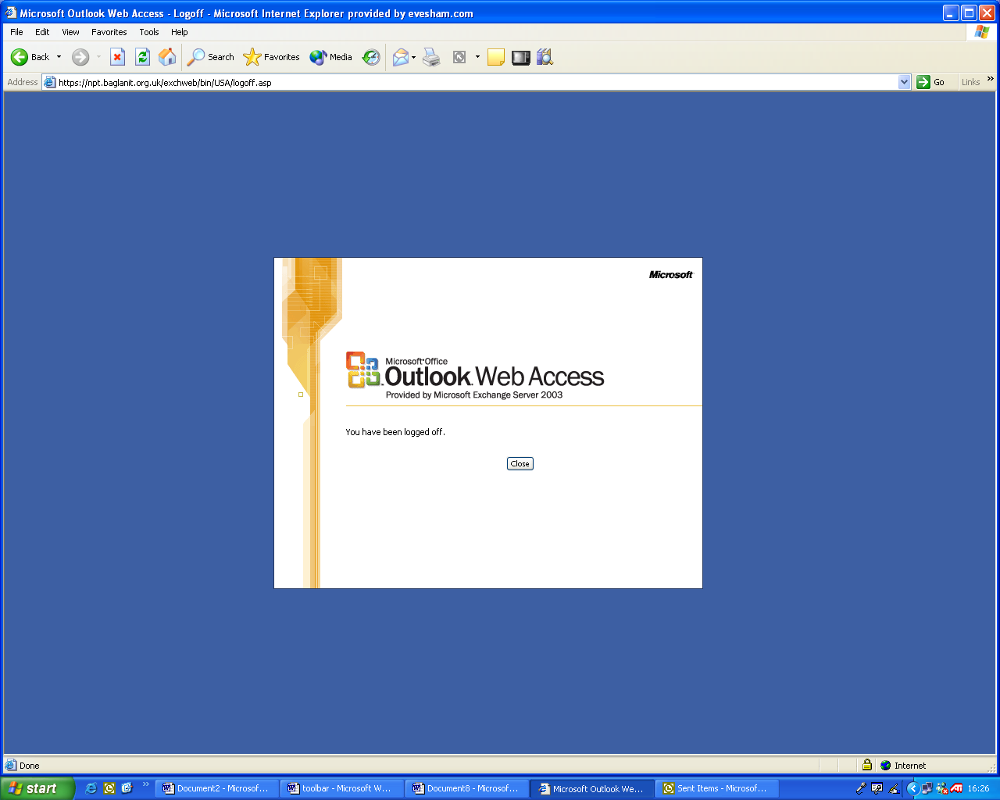 Microsoft Outlook Web Access - Logoff - Microsoft Internet Explorer provided by evesham.com
File Edit View Favorites Tools Help
Back Search Favorites Media
Address https://npt.baglanit.org.uk/exchweb/bin/USA/logoff.asp Go Links »
Microsoft
Microsoft Office
Outlook Web Access
Provided by Microsoft Exchange Server 2003
You have been logged off.
Close
Done Internet
start » Document2 - Microsof... toolbar - Microsoft W... Document8 - Microsof... Microsoft Outlook We... Sent Items - Microsof... 16:26